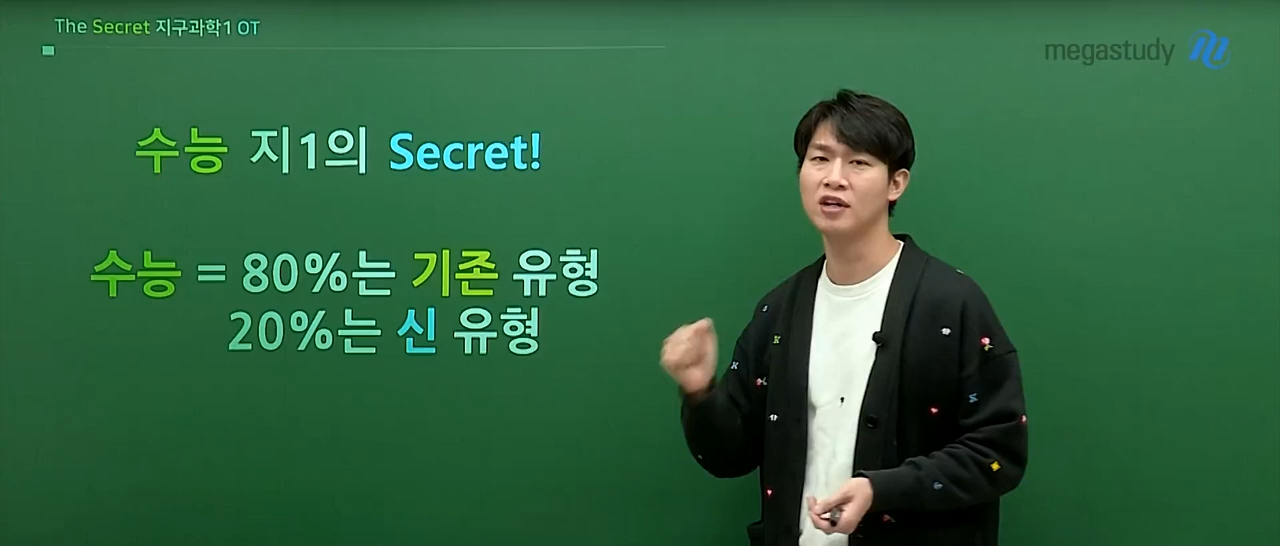 The Secret 지구과학1 OT
megastudy
수능 지1의 Secret!
수능 = 80%는 기존 유형
20%는 신 유형